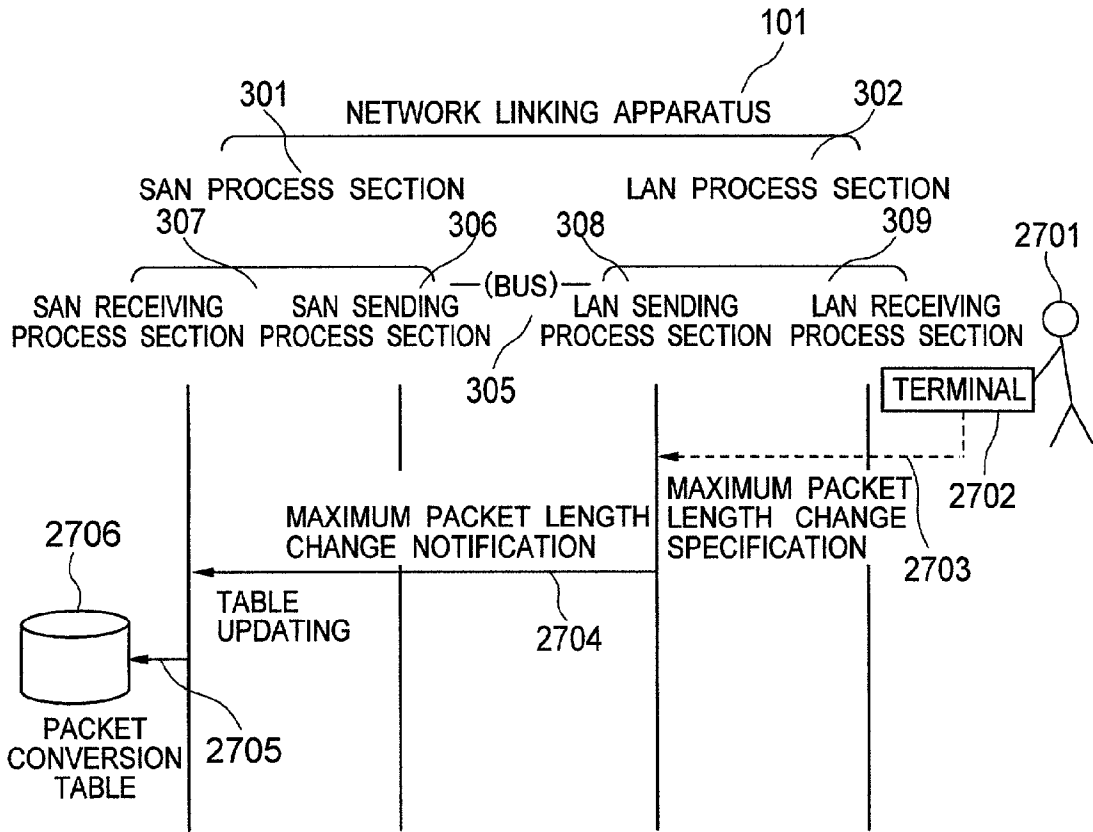 101
301
302
NETWORK LINKING APPARATUS
SAN PROCESS SECTION
LAN PROCESS SECTION
307
306
308
309
2701
(BUS)
SAN RECEIVING
PROCESS SECTION
SAN SENDING
PROCESS SECTION
LAN SENDING
PROCESS SECTION
LAN RECEIVING
PROCESS SECTION
305
TERMINAL
2702
MAXIMUM PACKET
LENGTH CHANGE
SPECIFICATION
2703
MAXIMUM PACKET LENGTH
CHANGE NOTIFICATION
2706
TABLE
UPDATING
2704
PACKET
CONVERSION
TABLE
2705